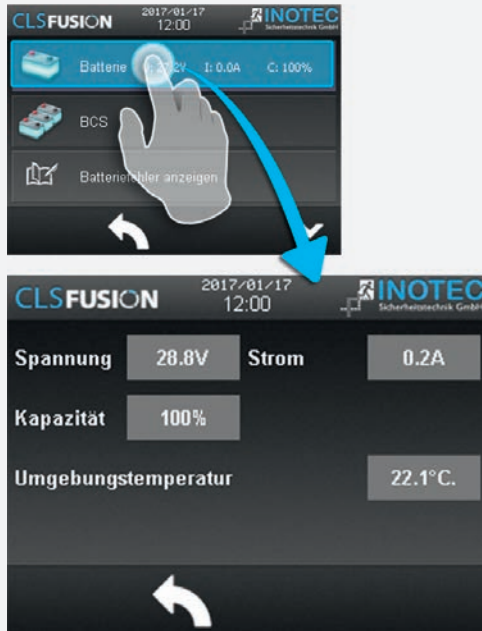 CLSFUSION 2017/01/17 INOTEC
12:00 Sicherheitstechnik GmbH
Batterie I: 0.0A C: 100%
BCS
Batteriefehler anzeigen
CLSFUSION 2017/01/17 INOTEC
12:00 Sicherheitstechnik GmbH
Spannung 28.8V Strom 0.2A
Kapazität 100%
Umgebungstemperatur 22.1°C.